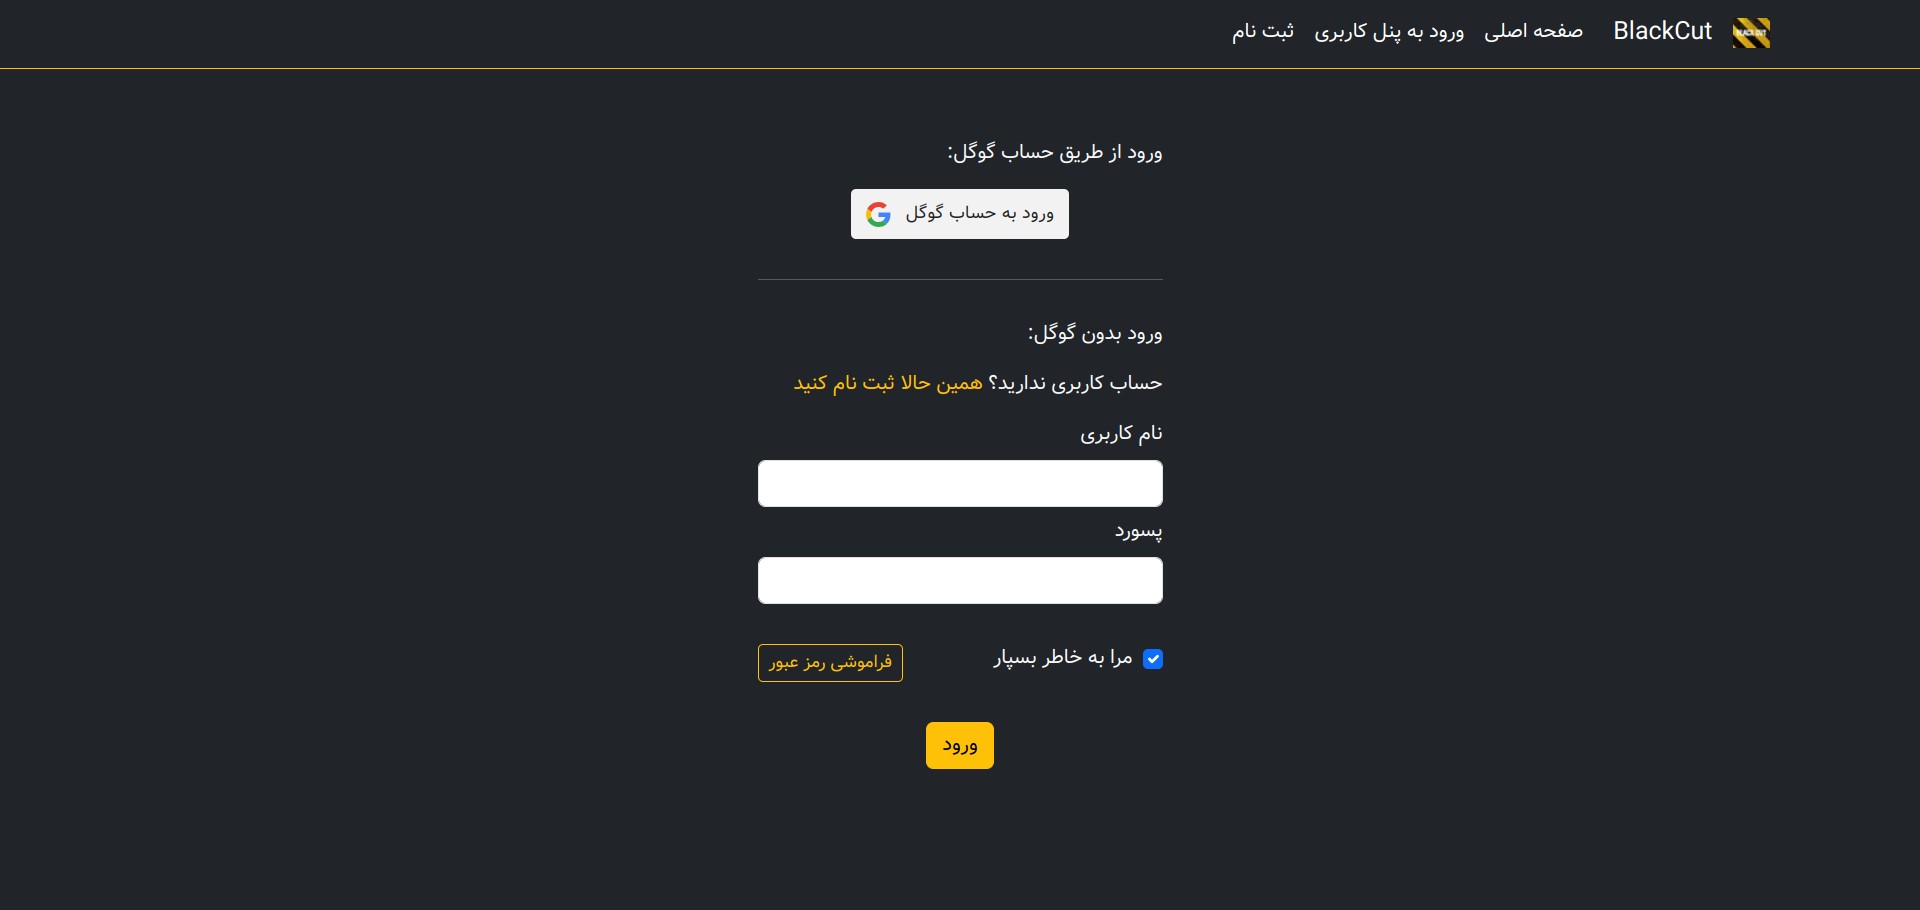 BlackCut صفحه اصلی ورود به پنل کاربری ثبت نام
ورود از طریق حساب گوگل:
ورود به حساب گوگل
ورود بدون گوگل:
حساب کاربری ندارید؟ همین حالا ثبت نام کنید
نام کاربری
پسورد
مرا به خاطر بسپار فراموشی رمز عبور
ورود